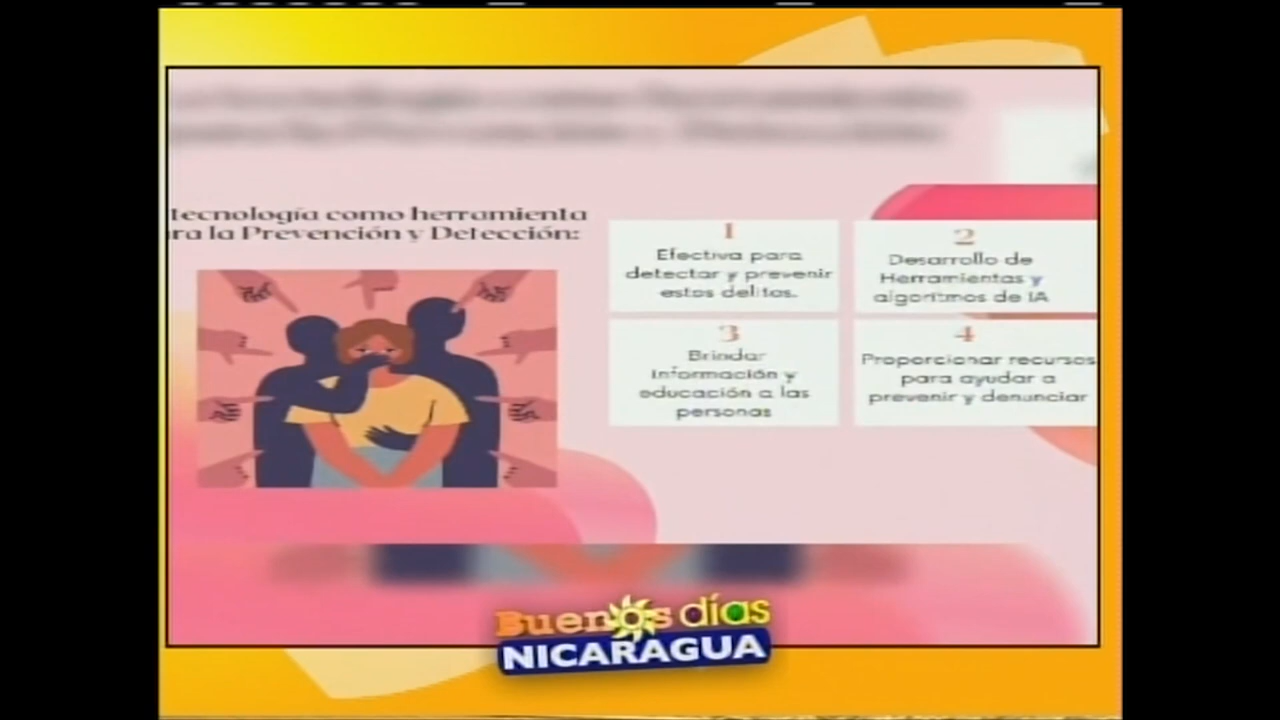 tecnología como herramienta
ra la Prevención y Detección:
1
Efectiva para
detectar y prevenir
estos delitos.
2
Desarrollo de
Herramientas y
algoritmos de IA
3
Brindar
información y
educación a las
personas
4
Proporcionar recursos
para ayudar a
prevenir y denunciar
Buenos días
NICARAGUA